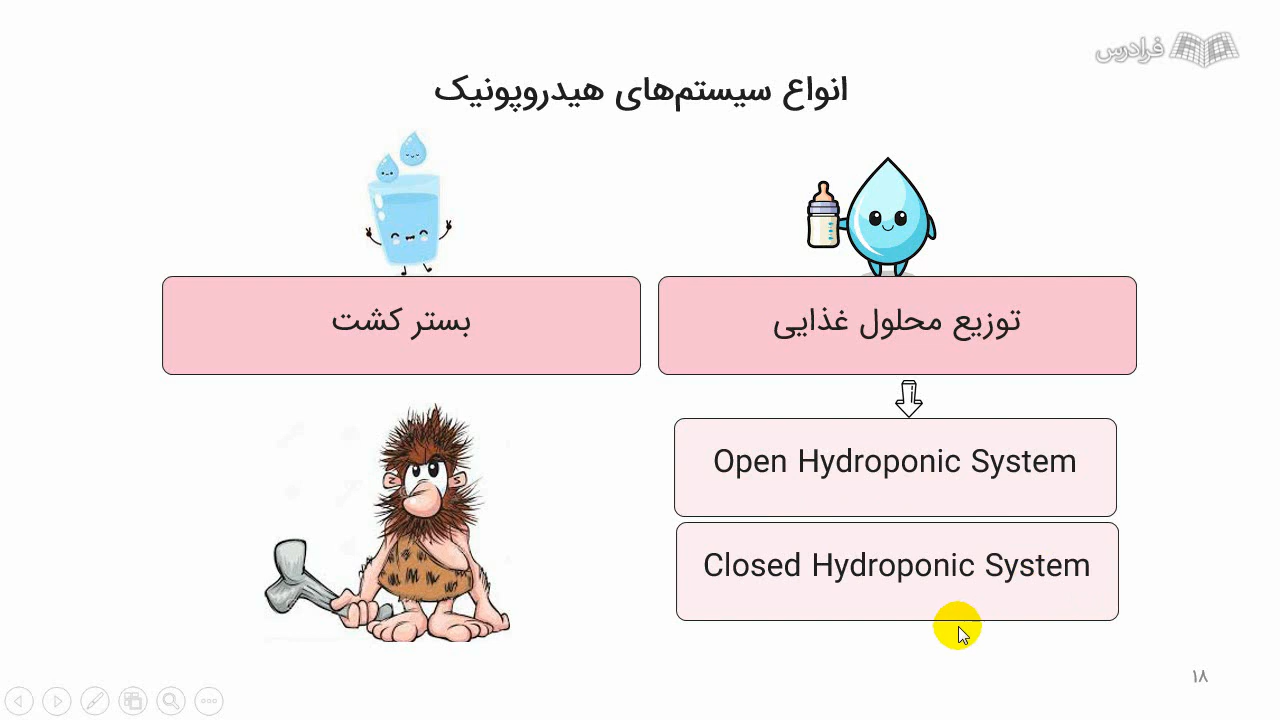 فرادرس
انواع سیستم‌های هیدروپونیک
توزیع محلول غذایی
بستر کشت
Open Hydroponic System
Closed Hydroponic System
۱۸